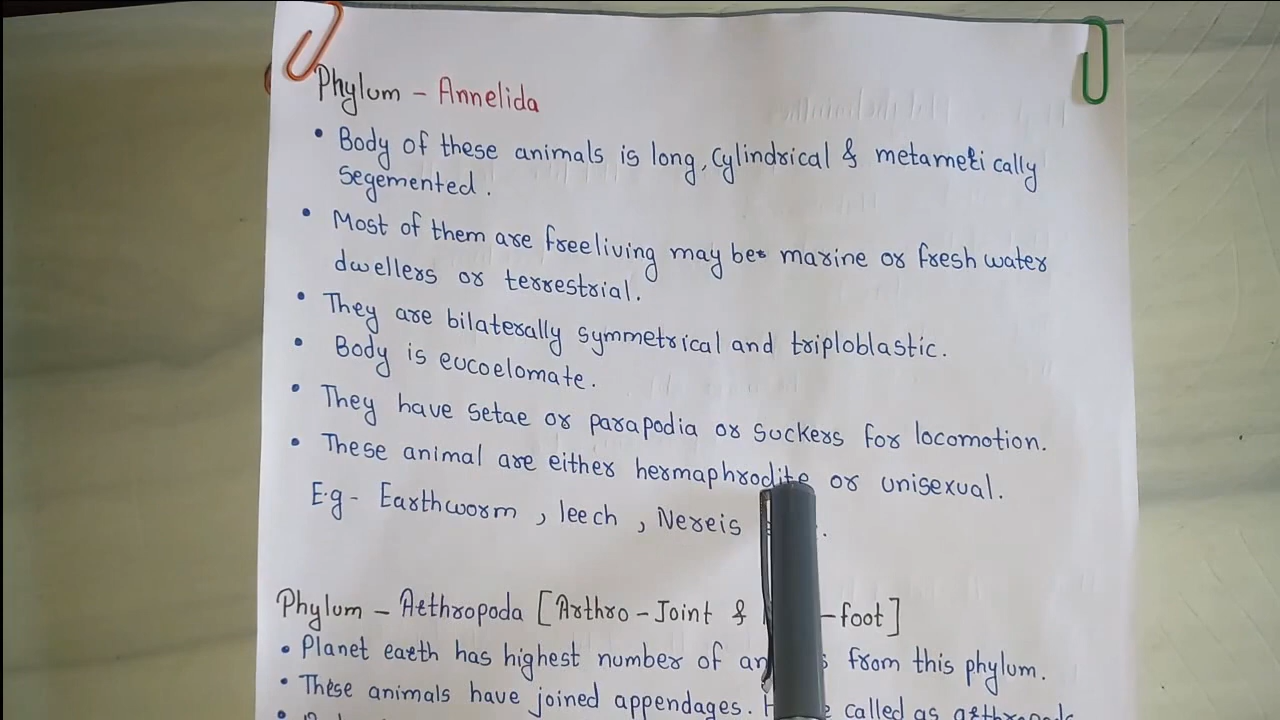 Phylum - Annelida
• Body of these animals is long, Cylindrical & metamerically
Segemented.
• Most of them are freeliving may be marine or fresh water
dwellers or terrestrial.
• They are bilaterally symmetrical and triploblastic.
• Body is eucoelomate.
• They have setae or parapodia or suckers for locomotion.
• These animal are either hermaphrodite or unisexual.
E.g - Earthworm , leech , Nereis
Phylum - Arthropoda [Arthro - Joint & -foot]
• Planet earth has highest number of from this phylum.
• These animals have joined appendages. called as arthropods